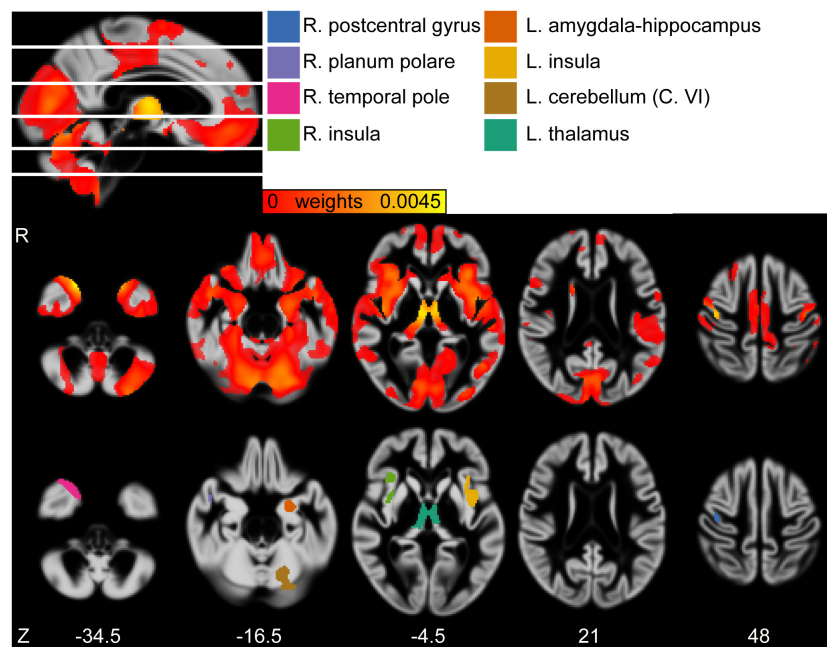 R. postcentral gyrus
L. amygdala-hippocampus
R. planum polare
L. insula
R. temporal pole
L. cerebellum (C. VI)
R. insula
L. thalamus
0 weights 0.0045
R
Z -34.5 -16.5 -4.5 21 48